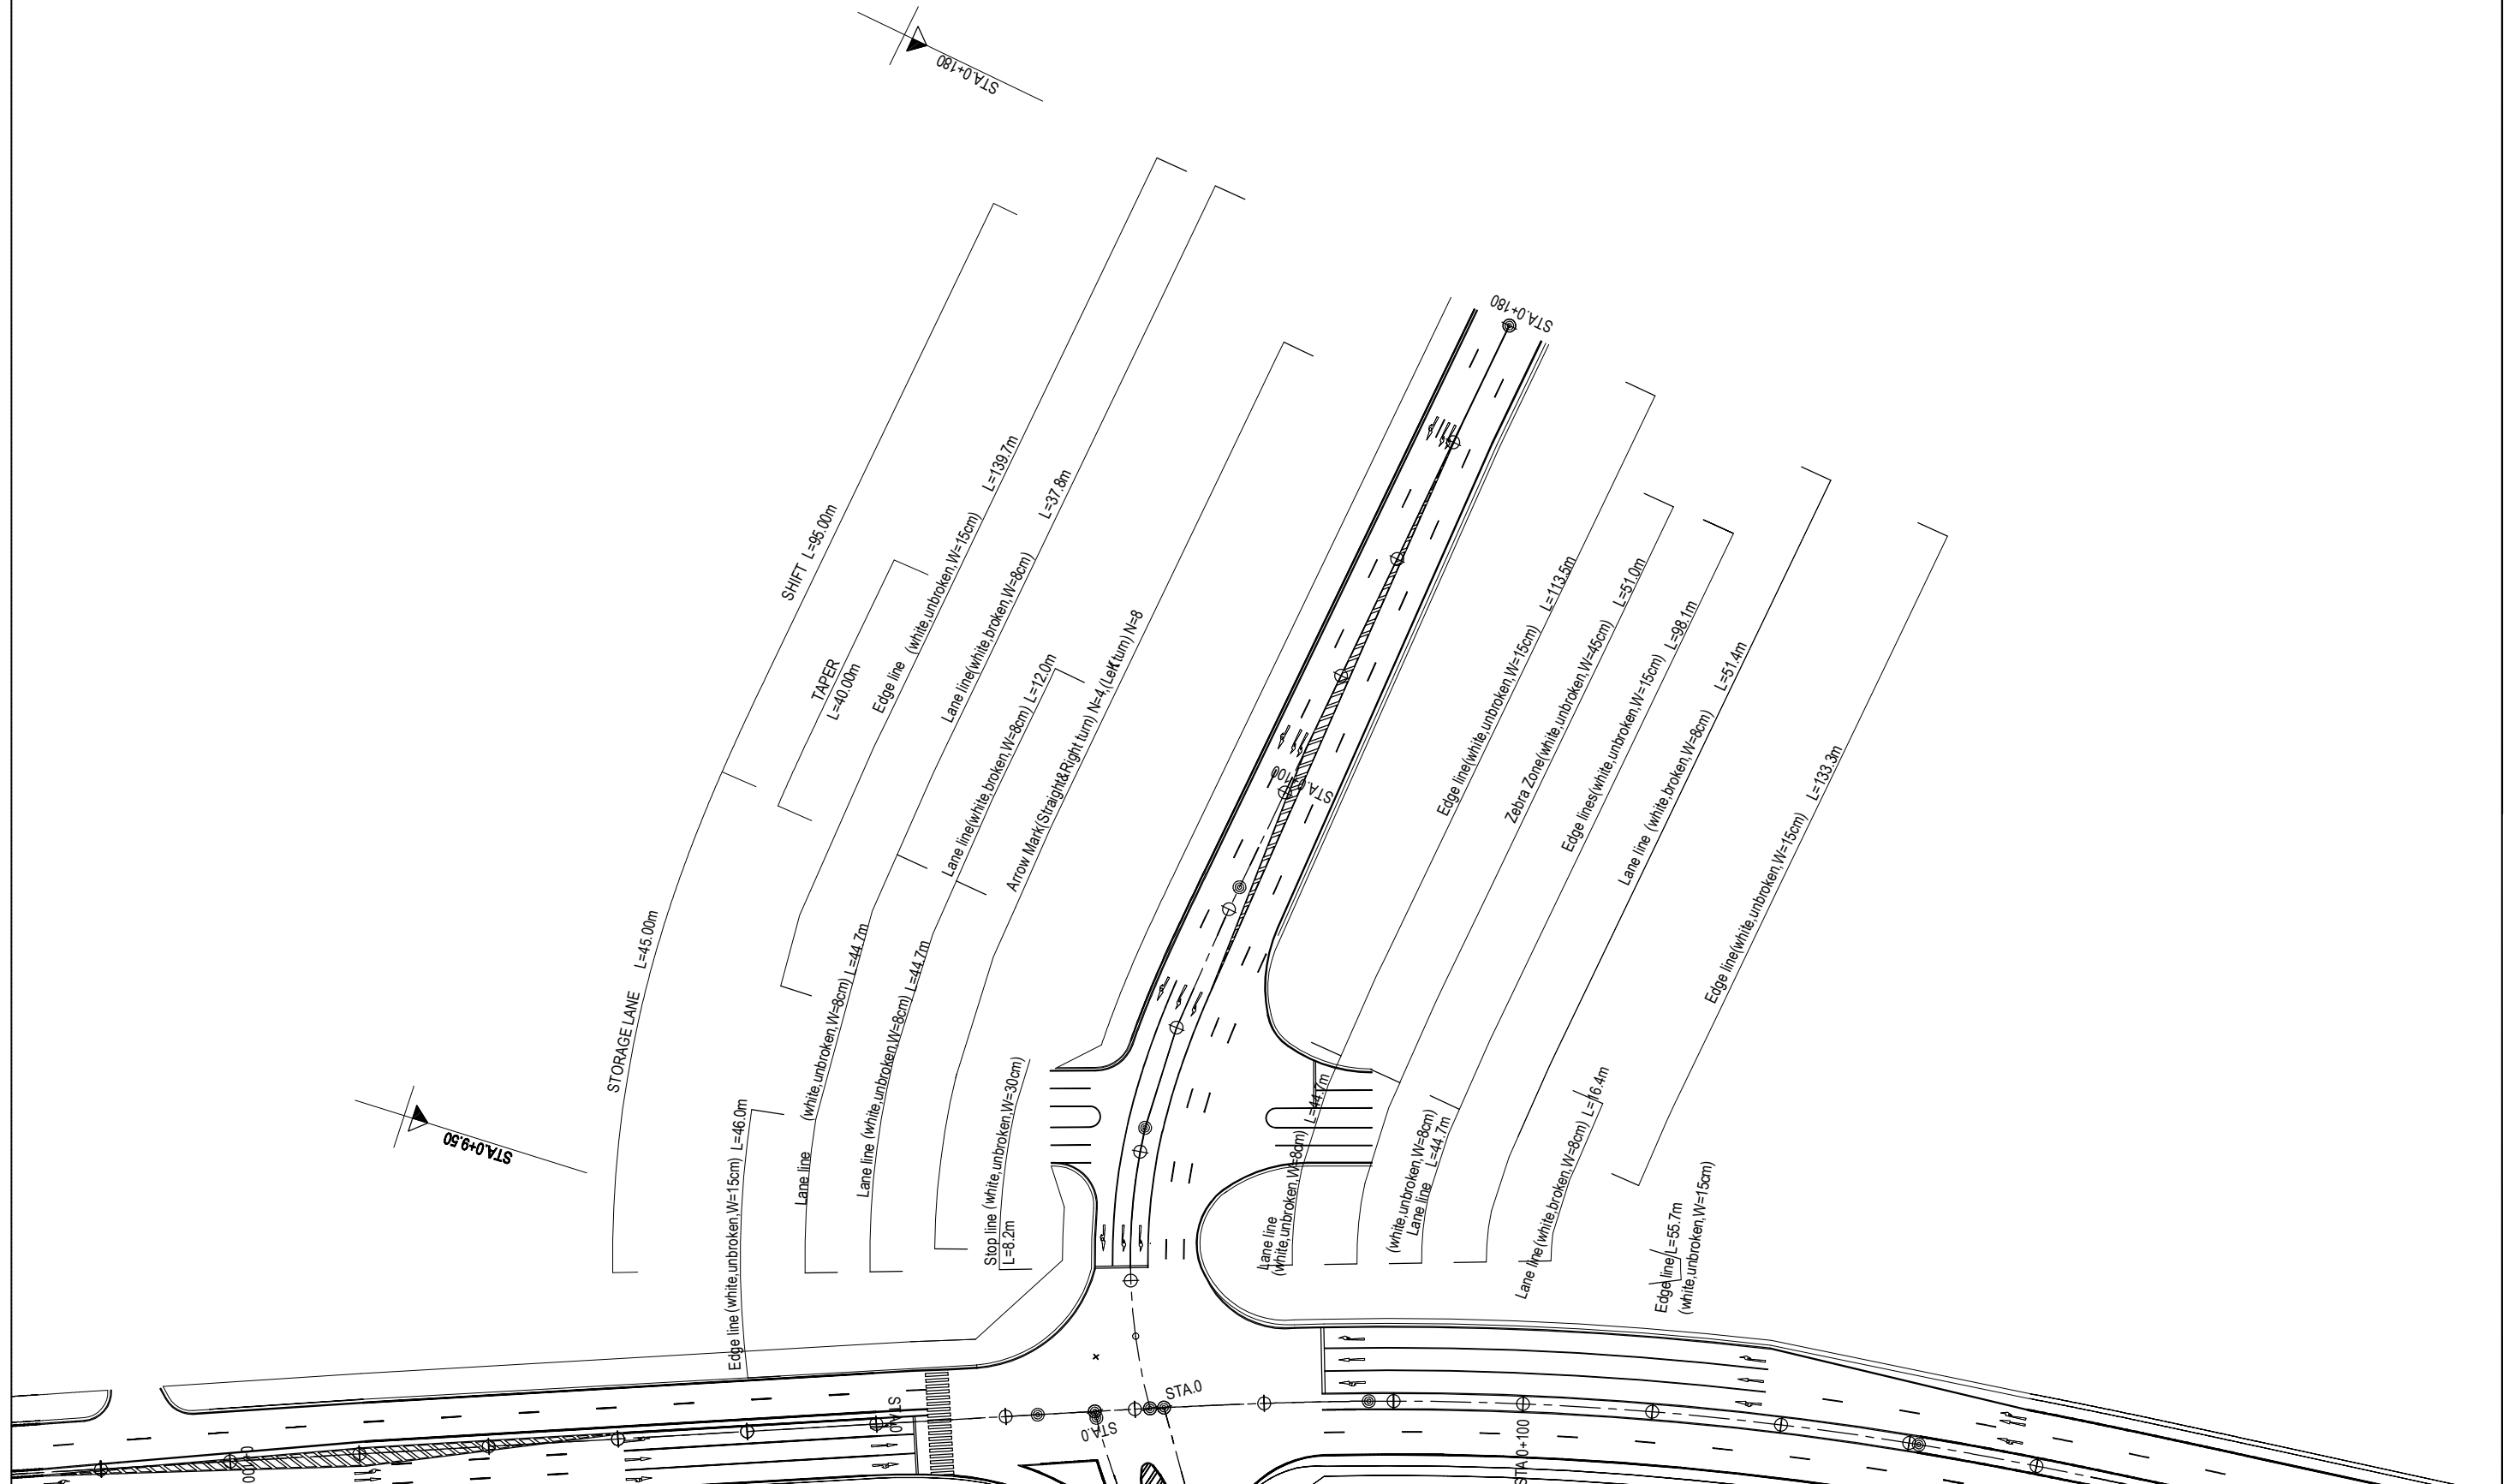 STA.0+180
STA.0+180
SHIFT L=95.00m
TAPER
L=40.00m
Edge line (white,unbroken,W=15cm) L=139.7m
Lane line(white,broken,W=8cm) L=37.8m
Lane line(white,broken,W=8cm) L=12.0m
Arrow Mark(Straight&Right turn) N=4, turn) N=8
Edge line(white,unbroken,W=15cm) L=113.5m
Zebra Zone(white,unbroken,W=45cm) L=51.0m
Edge lines(white,unbroken,W=15cm) L=98.1m
Lane line (white,broken,W=8cm) L=51.4m
Edge line(white,unbroken,W=15cm) L=133.3m
STA.0+100
STORAGE LANE L=45.00m
STA.0+9.50
Edge line (white,unbroken,W=15cm) L=46.0m
Lane line (white,unbroken,W=8cm) L=44.7m
Lane line (white,unbroken,W=8cm) L=44.7m
Stop line (white,unbroken,W=30cm)
L=8.2m
Lane line
(white,unbroken,W=8cm) L=44.7m
(white,unbroken,W=8cm)
Lane line L=44.7m
Lane line(white,broken,W=8cm) L=16.4m
Edge line L=55.7m
(white,unbroken,W=15cm)
STA.0
STA.0
STA.0
STA.0+100